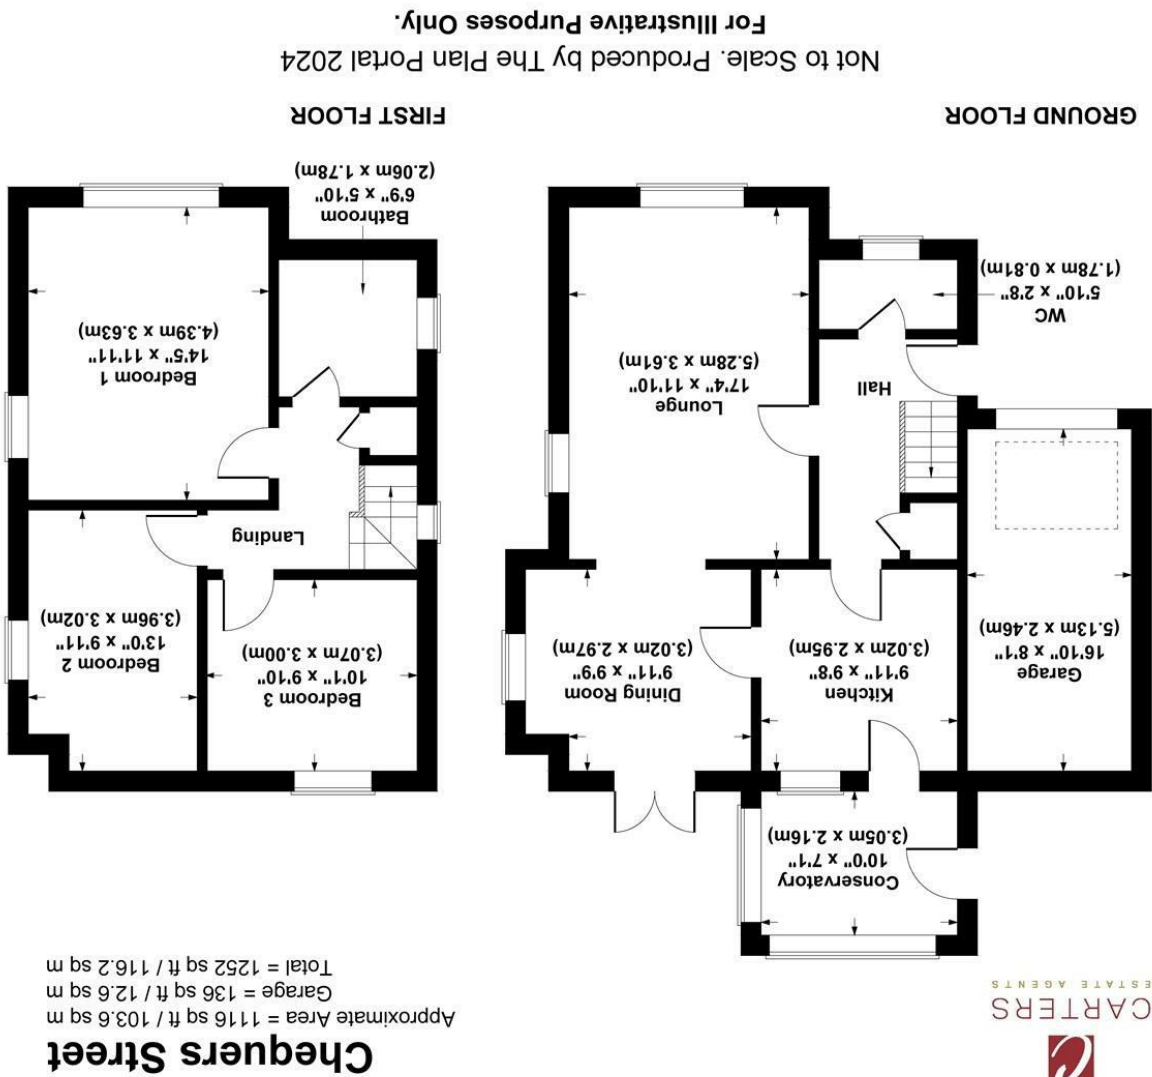 CARTERS
ESTATE AGENTS
Chequers Street
Approximate Area = 1116 sq ft / 103.6 sq m
Garage = 136 sq ft / 12.6 sq m
Total = 1252 sq ft / 116.2 sq m
Conservatory
10'0" x 7'1"
(3.05m x 2.16m)
Garage
16'10" x 8'1"
(5.13m x 2.46m)
Kitchen
9'11" x 9'8"
(3.02m x 2.95m)
Dining Room
9'11" x 9'9"
(3.02m x 2.97m)
Bedroom 3
10'1" x 9'10"
(3.07m x 3.00m)
Bedroom 2
13'0" x 9'11"
(3.96m x 3.02m)
Landing
Hall
Lounge
17'4" x 11'10"
(5.28m x 3.61m)
Bedroom 1
14'5" x 11'11"
(4.39m x 3.63m)
WC
5'10" x 2'8"
(1.78m x 0.81m)
Bathroom
6'9" x 5'10"
(2.06m x 1.78m)
GROUND FLOOR
FIRST FLOOR
Not to Scale. Produced by The Plan Portal 2024
For Illustrative Purposes Only.